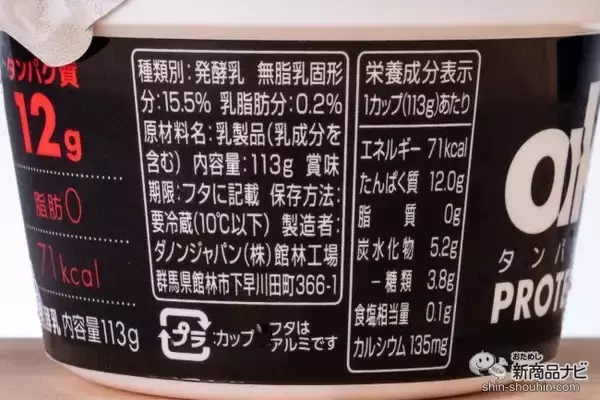 タンパク質
12g
脂肪0
71kcal
乳 内容量113g
種類別:発酵乳 無脂乳固形
分:15.5% 乳脂肪分:0.2%
原材料名:乳製品(乳成分を
含む) 内容量:113g 賞味
期限:フタに記載 保存方法:
要冷蔵(10℃以下) 製造者:
ダノンジャパン(株)館林工場
群馬県館林市下早川田町366-1
プラ
:カップ
フタは
アルミです
栄養成分表示
1カップ(113g)あたり
エネルギー 71kcal
たんぱく質 12.0g
脂質 0g
炭水化物 5.2g
-糖類 3.8g
食塩相当量 0.1g
カルシウム 135mg
oik
タンパ
PROTE
おためし
新商品ナビ
shin-shouhin.com